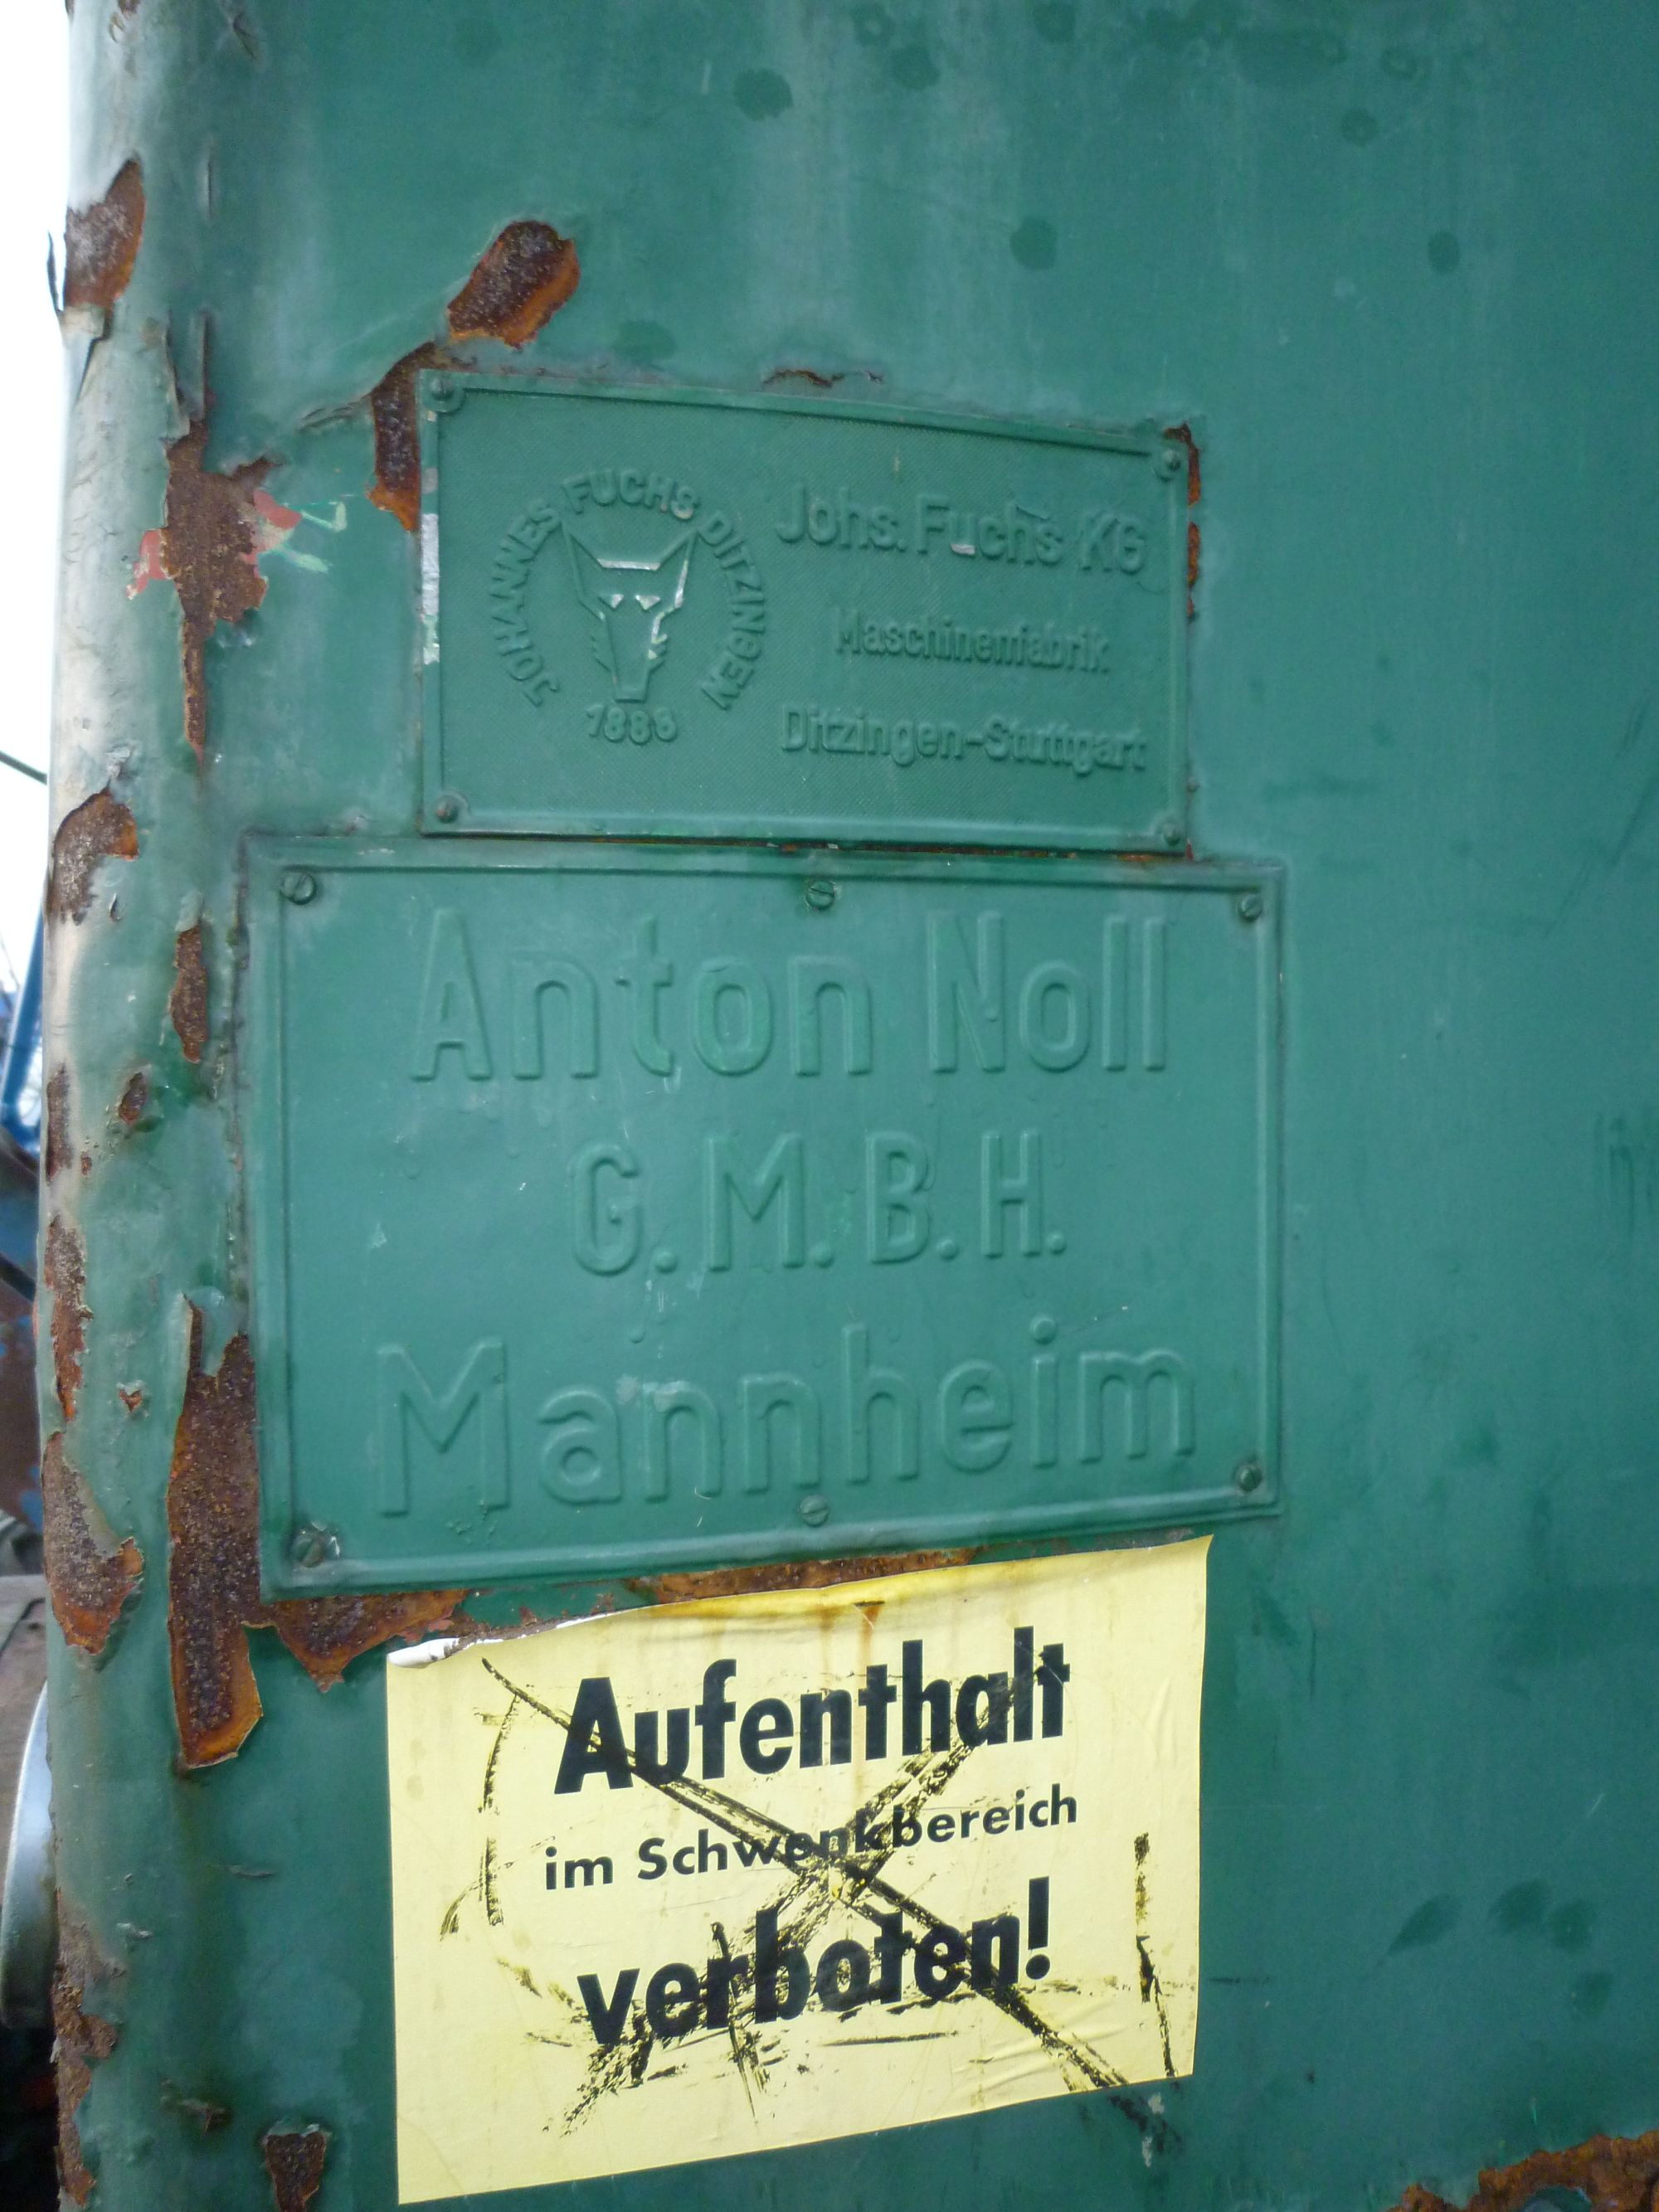 JOHANNES FUCHS DITZINGEN
1888
Johs. Fuchs KG
Maschinenfabrik
Ditzingen-Stuttgart
Anton Noll
G.M.B.H.
Mannheim
Aufenthalt
im Schwenkbereich
verboten!